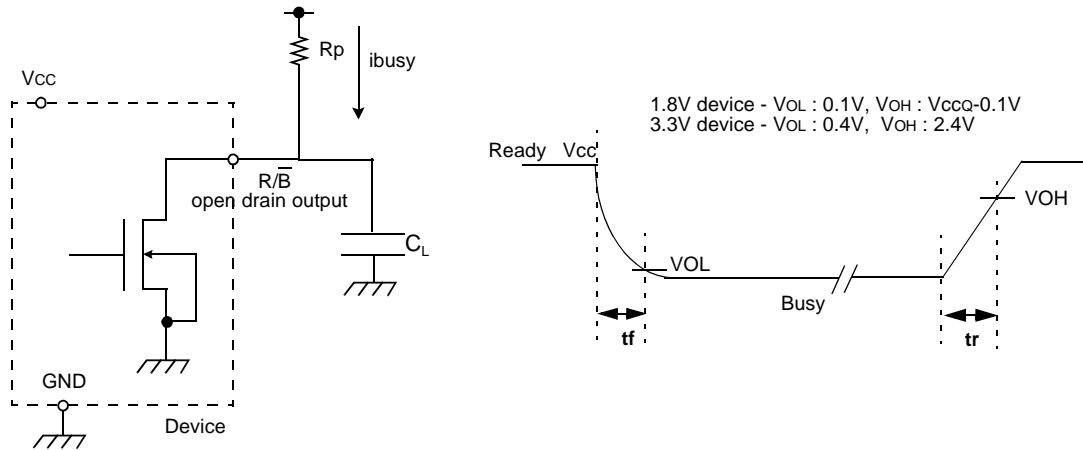 Rp
ibusy
VCC
1.8V device - VOL : 0.1V, VOH : VCCQ-0.1V
3.3V device - VOL : 0.4V, VOH : 2.4V
Ready Vcc
R/B̅
open drain output
VOH
CL
VOL
Busy
tf
tr
GND
Device